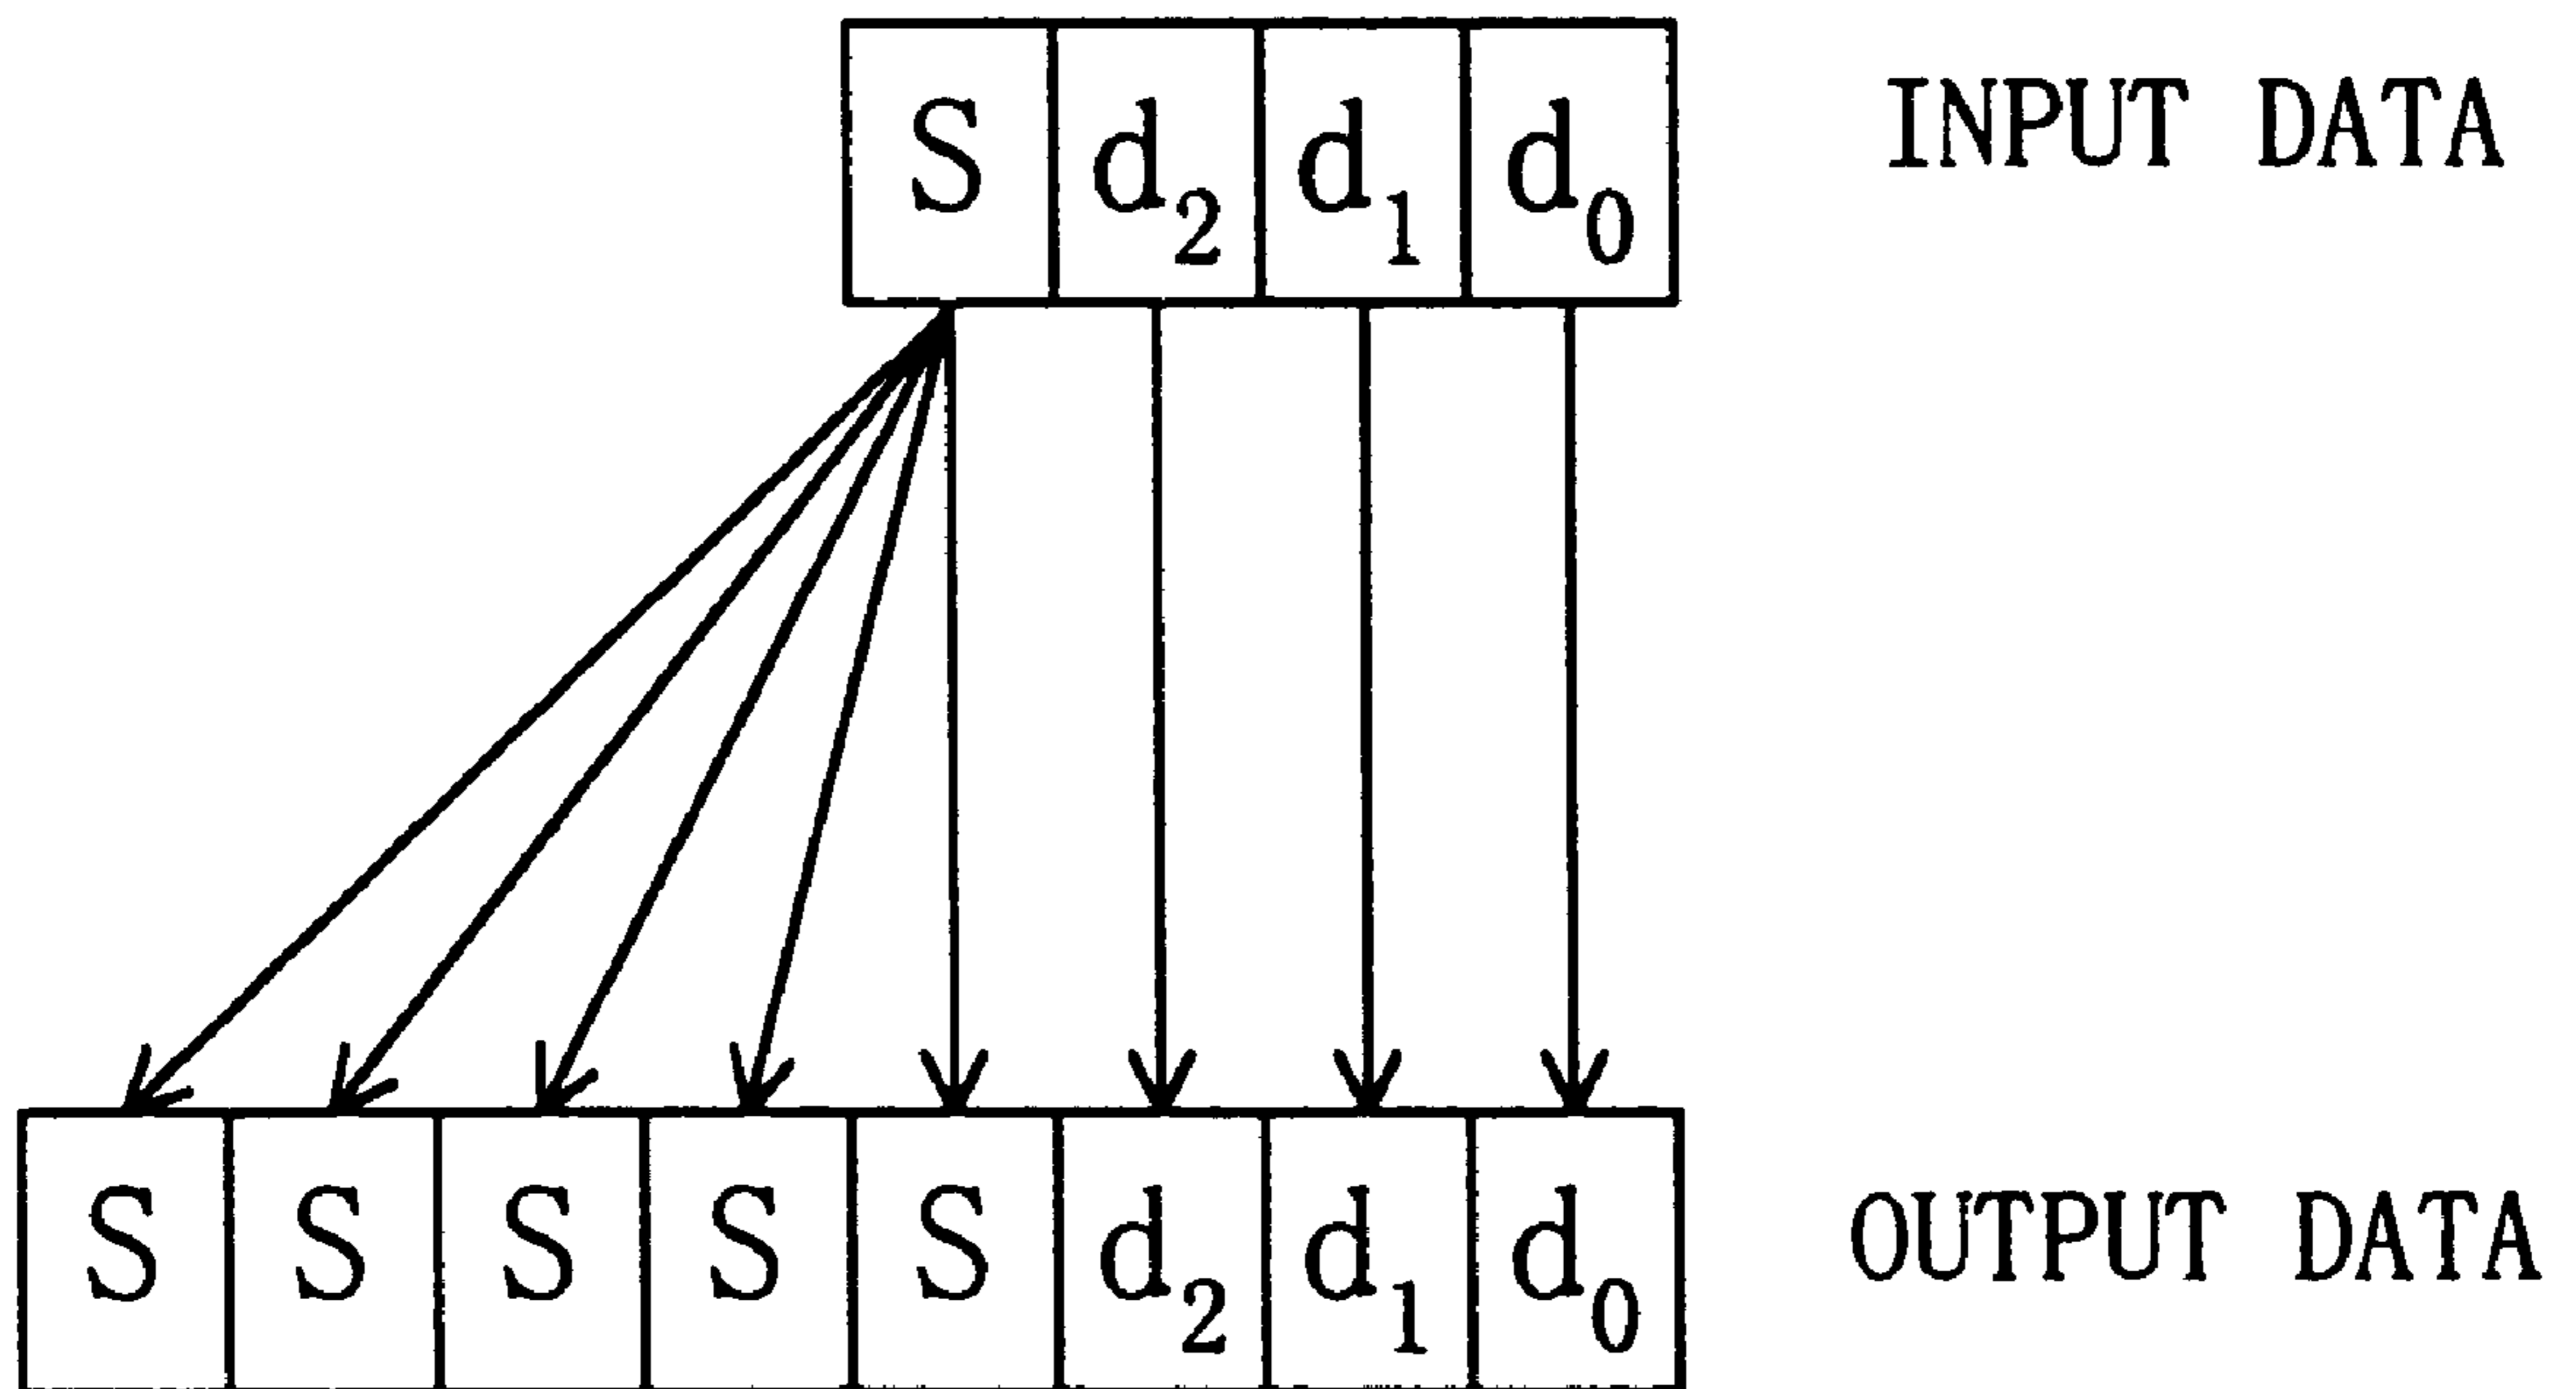 S d₂ d₁ d₀ INPUT DATA
S S S S S d₂ d₁ d₀ OUTPUT DATA